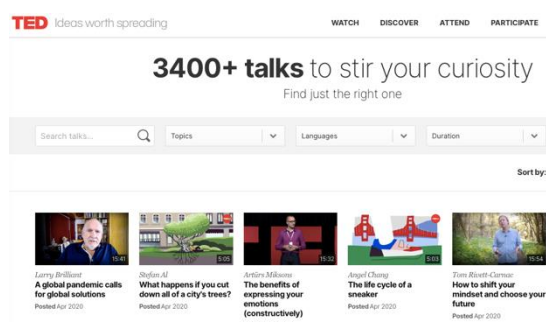 TED Ideas worth spreading
WATCH DISCOVER ATTEND PARTICIPATE
3400+ talks to stir your curiosity
Find just the right one
Search talks...
Topics
Languages
Duration
Sort by:
15:41
5:05
15:32
5:03
15:54
Larry Brilliant
A global pandemic calls
for global solutions
Posted Apr 2020
Stefan Al
What happens if you cut
down all of a city's trees?
Posted Apr 2020
Artūrs Miksons
The benefits of
expressing your
emotions
(constructively)
Angel Chang
The life cycle of a
sneaker
Posted Apr 2020
Tom Rivett-Carnac
How to shift your
mindset and choose your
future
Posted Apr 2020